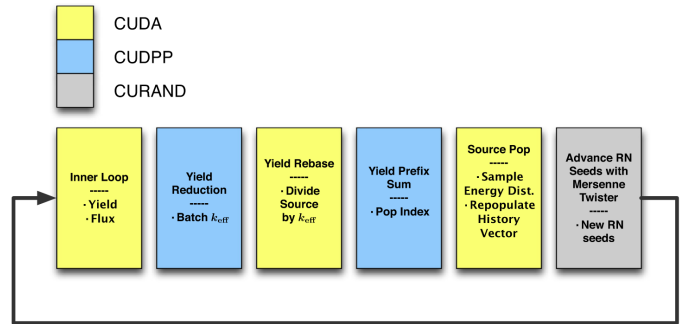 CUDA
CUDPP
CURAND
Inner Loop
-----
· Yield
· Flux
Yield
Reduction
-----
· Batch k_eff
Yield Rebase
-----
· Divide
Source
by k_eff
Yield Prefix
Sum
-----
· Pop Index
Source Pop
-----
· Sample
Energy Dist.
· Repopulate
History
Vector
Advance RN
Seeds with
Mersenne
Twister
-----
· New RN
seeds